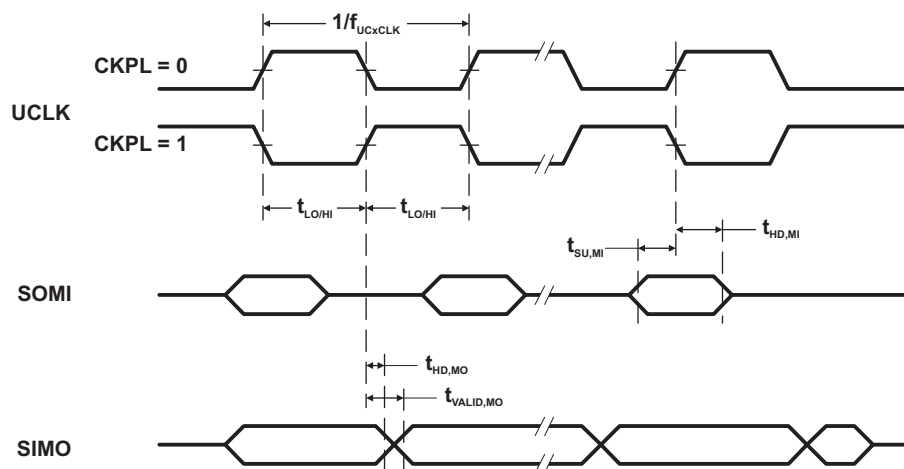 1/fUCxCLK
CKPL = 0
UCLK
CKPL = 1
tLO/HI tLO/HI
tSU,MI tHD,MI
SOMI
tHD,MO
tVALID,MO
SIMO